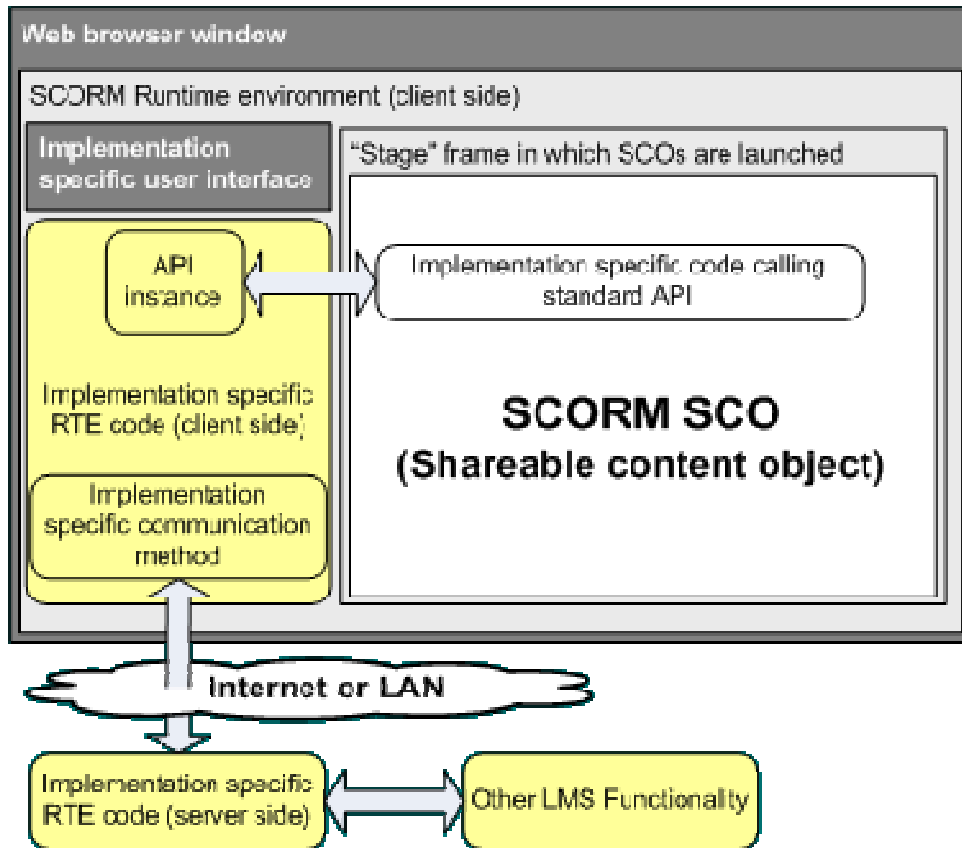 Web browser window
SCORM Runtime environment (client side)
Implementation
specific user interface
"Stage" frame in which SCOs are launched
API
instance
Implementation specific code calling
standard API
Implementation specific
RTE code (client side)
SCORM SCO
(Shareable content object)
Implementation
specific communication
method
Internet or LAN
Implementation specific
RTE code (server side)
Other LMS Functionality